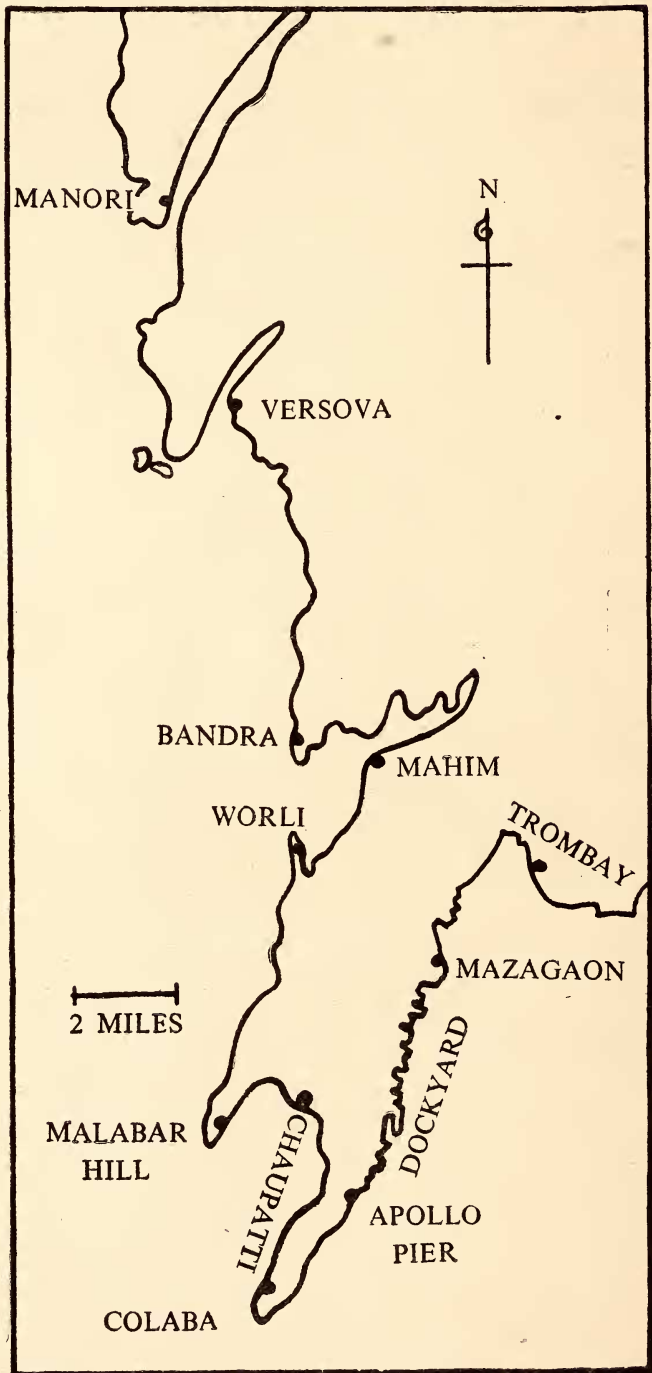 N
MANORI
VERSOVA
BANDRA
MAHIM
WORLI
TROMBAY
MAZAGAON
2 MILES
DOCKYARD
MALABAR
HILL
CHAUPATTI
APOLLO
PIER
COLABA